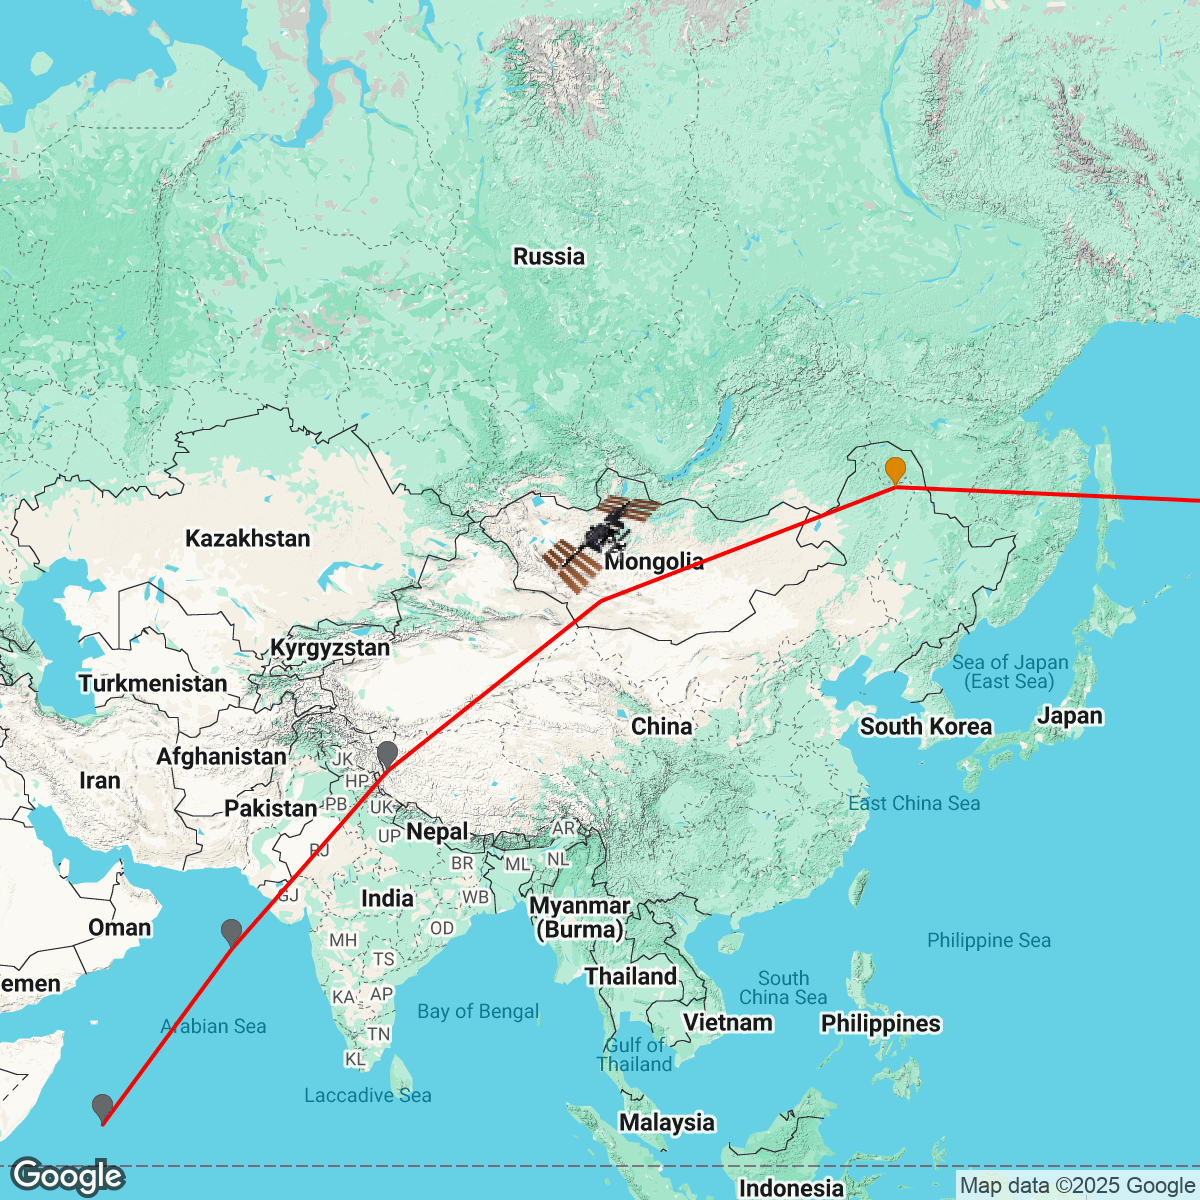 Russia
Kazakhstan
Mongolia
Kyrgyzstan
Turkmenistan
Sea of Japan
(East Sea)
Afghanistan
China
South Korea
Japan
Iran
JK
HP
Pakistan
PB
UK
East China Sea
Nepal
UP
AR
RJ
BR
ML
NL
GJ
India
WB
Myanmar
(Burma)
Oman
OD
MH
TS
Philippine Sea
Thailand
emen
South
China Sea
KA
AP
Bay of Bengal
Arabian Sea
TN
Vietnam
Philippines
KL
Gulf of
Thailand
Laccadive Sea
Malaysia
Google
Indonesia
Map data ©2025 Google